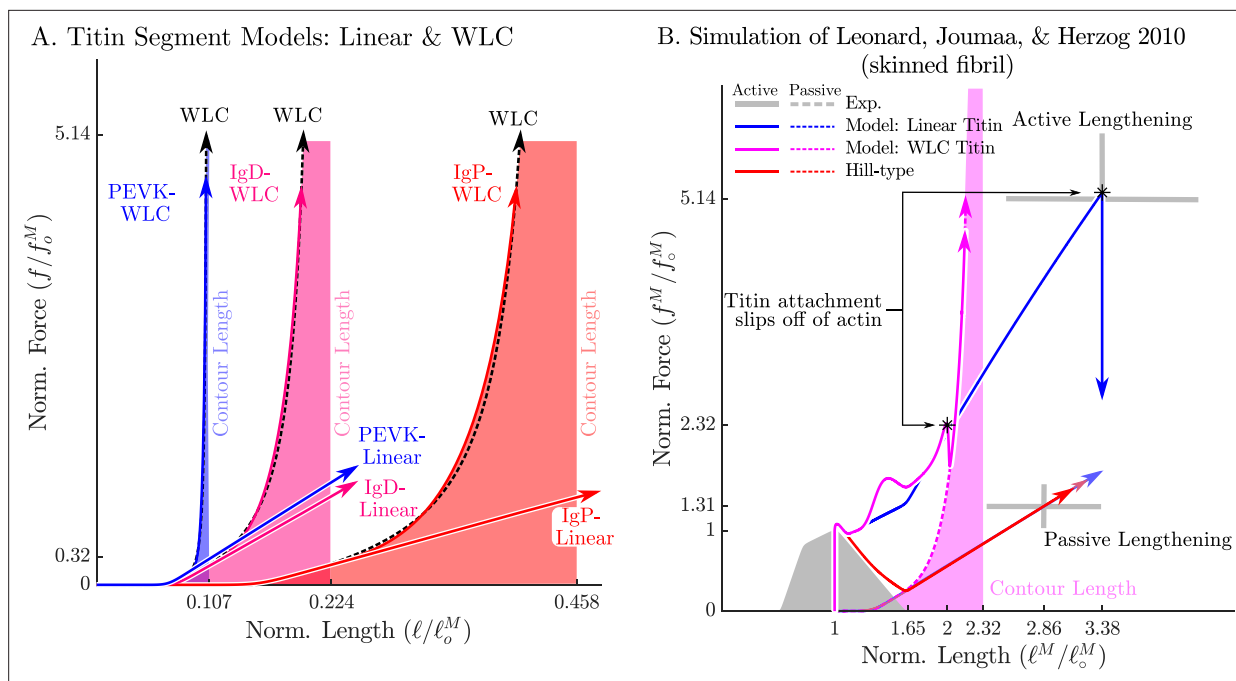 A. Titin Segment Models: Linear & WLC
WLC
WLC
WLC
5.14
PEVK-
WLC
IgD-
WLC
IgP-
WLC
Norm. Force (f/f_o^M)
Contour Length
Contour Length
Contour Length
PEVK-
Linear
IgD-
Linear
IgP-
Linear
0.32
0
0.107
0.224
0.458
Norm. Length (ℓ/ℓ_o^M)
B. Simulation of Leonard, Joumaa, & Herzog 2010
(skinned fibril)
Active Passive
Exp.
Model: Linear Titin
Model: WLC Titin
Hill-type
Active Lengthening
5.14
Norm. Force (f^M/f_∘^M)
Titin attachment
slips off of actin
2.32
1.31
1
Passive Lengthening
Contour Length
0
1
1.65
2
2.32
2.86
3.38
Norm. Length (ℓ^M/ℓ_∘^M)